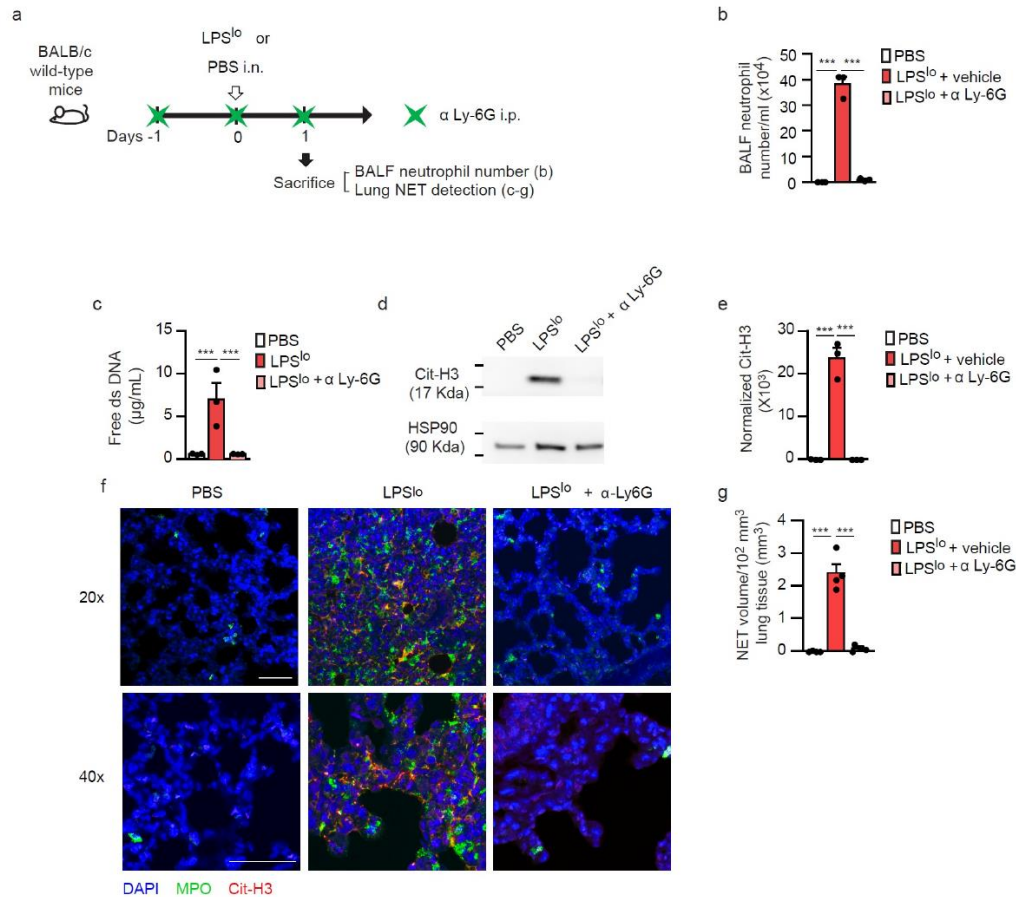 a
BALB/c
wild-type
mice
LPSlo or
PBS i.n.
α Ly-6G i.p.
Days -1 0 1
Sacrifice
BALF neutrophil number (b)
Lung NET detection (c-g)
b
BALF neutrophil
number/ml (x10⁴)
50
40
30
20
10
0
*** ***
PBS
LPSlo + vehicle
LPSlo + α Ly-6G
c
Free ds DNA
(µg/mL)
15
10
5
0
*** ***
PBS
LPSlo
LPSlo + α Ly-6G
d
PBS
LPSlo
LPSlo + α Ly-6G
Cit-H3
(17 Kda)
HSP90
(90 Kda)
e
Normalized Cit-H3
(X10³)
30
20
10
0
*** ***
PBS
LPSlo + vehicle
LPSlo + α Ly-6G
f
PBS
LPSlo
LPSlo + α-Ly6G
20x
40x
DAPI MPO Cit-H3
g
NET volume/10² mm³
lung tissue (mm³)
4
3
2
1
0
*** ***
PBS
LPSlo + vehicle
LPSlo + α Ly-6G